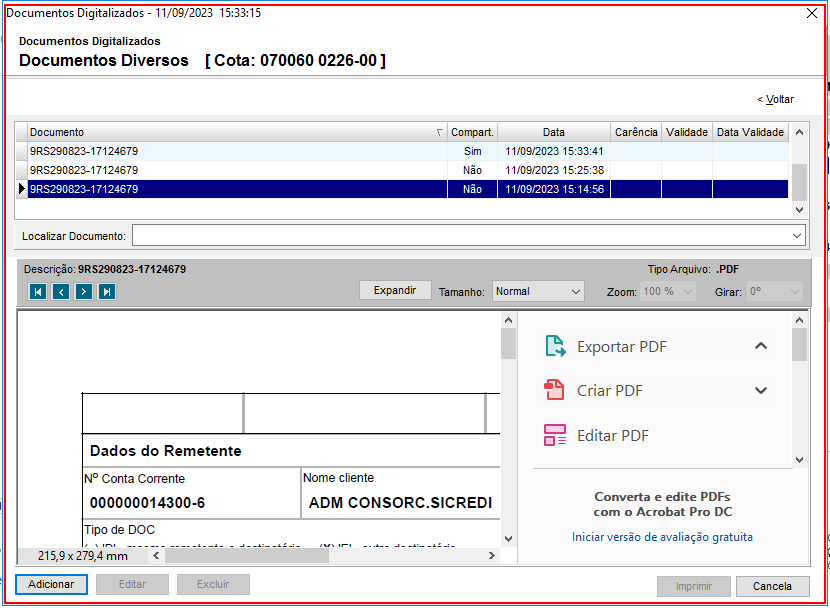 Documentos Digitalizados - 11/09/2023 15:33:15
Documentos Digitalizados
Documentos Diversos [ Cota: 070060 0226-00 ]
< Voltar
Documento Compart. Data Carência Validade Data Validade
9RS290823-17124679 Sim 11/09/2023 15:33:41
9RS290823-17124679 Não 11/09/2023 15:25:38
9RS290823-17124679 Não 11/09/2023 15:14:56
Localizar Documento:
Descrição: 9RS290823-17124679 Tipo Arquivo: .PDF
Expandir Tamanho: Normal Zoom: 100 % Girar: 0º
Exportar PDF
Criar PDF
Editar PDF
Converta e edite PDFs
com o Acrobat Pro DC
Iniciar versão de avaliação gratuita
Dados do Remetente
Nº Conta Corrente Nome cliente
000000014300-6 ADM CONSORC.SICREDI
Tipo de DOC
215,9 x 279,4 mm
Adicionar Editar Excluir Imprimir Cancela